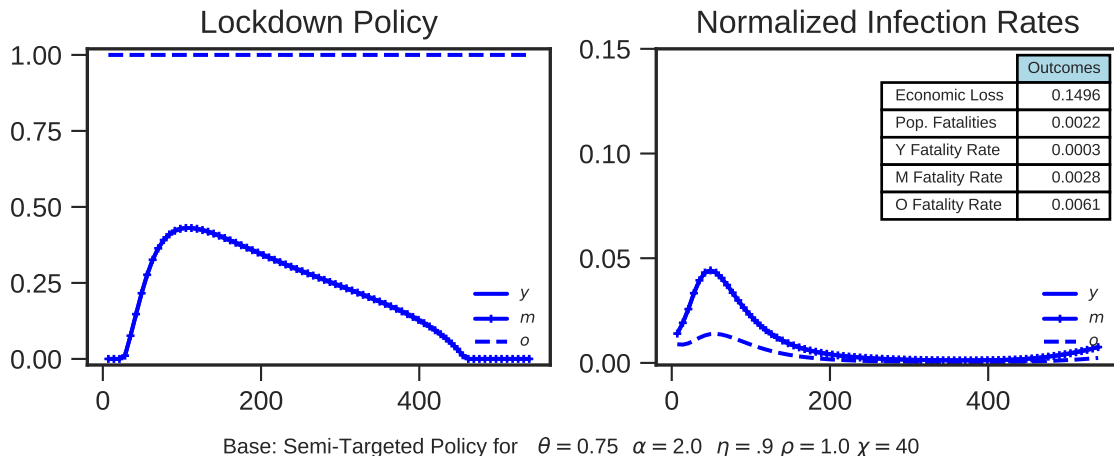 Lockdown Policy
1.00
0.75
0.50
0.25
0.00
0
200
400
y
m
o
Normalized Infection Rates
0.15
0.10
0.05
0.00
0
200
400
Outcomes
Economic Loss 0.1496
Pop. Fatalities 0.0022
Y Fatality Rate 0.0003
M Fatality Rate 0.0028
O Fatality Rate 0.0061
y
m
o
Base: Semi-Targeted Policy for θ = 0.75 α = 2.0 η = .9 ρ = 1.0 χ = 40